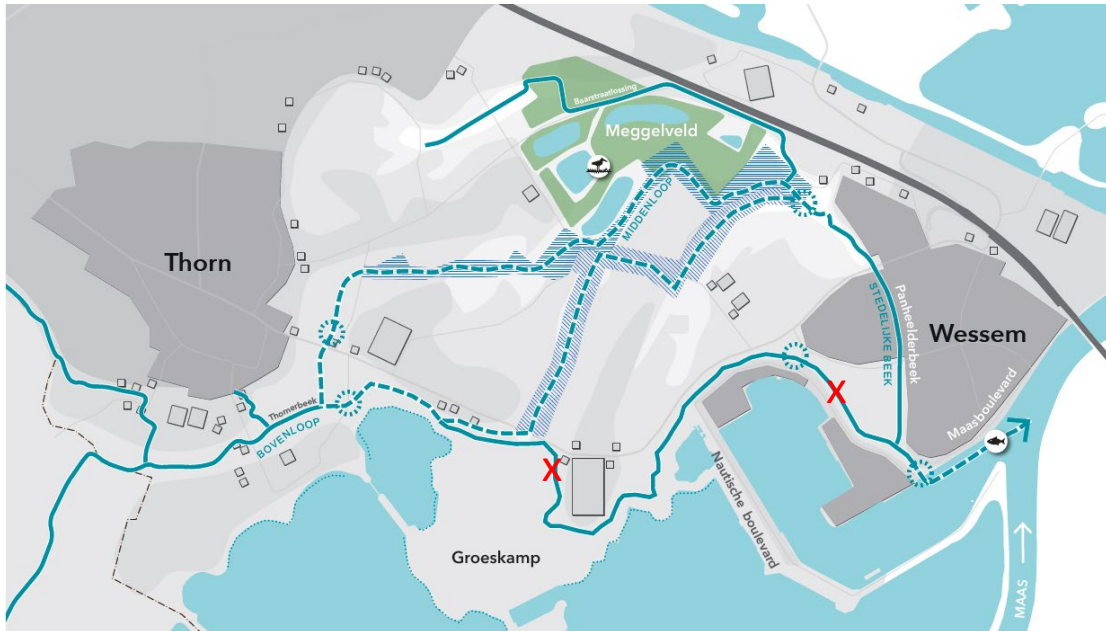 Baarstraatlossing
Meggelveld
MIDDENLOOP
Thorn
Panheelderbeek
STEDELIJKE BEEK
Wessem
X
Thornerbeek
BOVENLOOP
Maasboulevard
X
Nautische boulevard
Groeskamp
MAAS